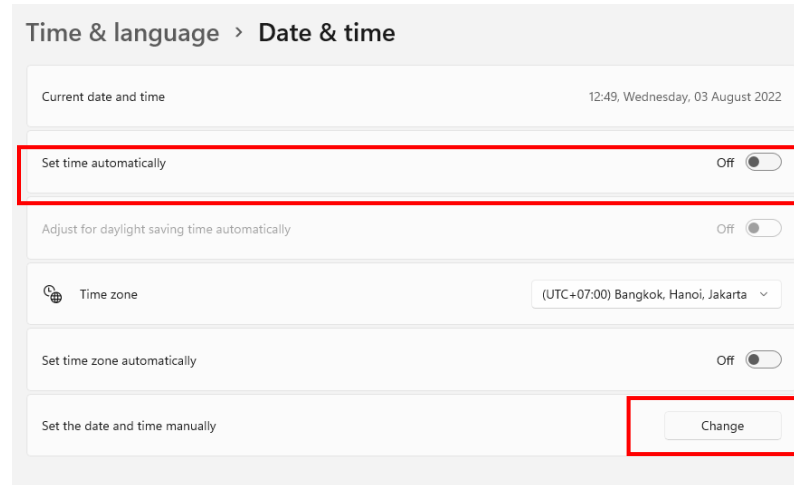 Time & language > Date & time
Current date and time 12:49, Wednesday, 03 August 2022
Set time automatically Off
Adjust for daylight saving time automatically Off
Time zone (UTC+07:00) Bangkok, Hanoi, Jakarta
Set time zone automatically Off
Set the date and time manually Change